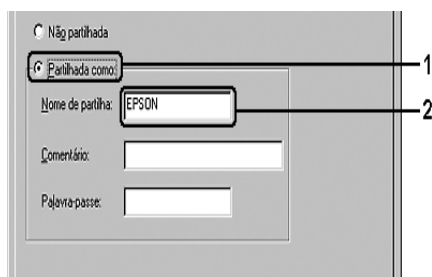 Não partilhada
Partilhada como:
1
Nome de partilha: EPSON
2
Comentário:
Palavra-passe: